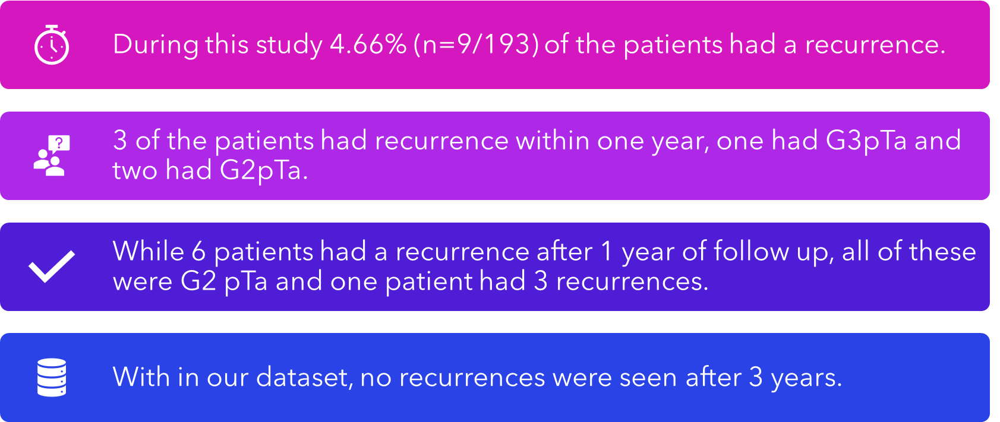 During this study 4.66% (n=9/193) of the patients had a recurrence.
?
3 of the patients had recurrence within one year, one had G3pTa and
two had G2pTa.
While 6 patients had a recurrence after 1 year of follow up, all of these
were G2 pTa and one patient had 3 recurrences.
With in our dataset, no recurrences were seen after 3 years.